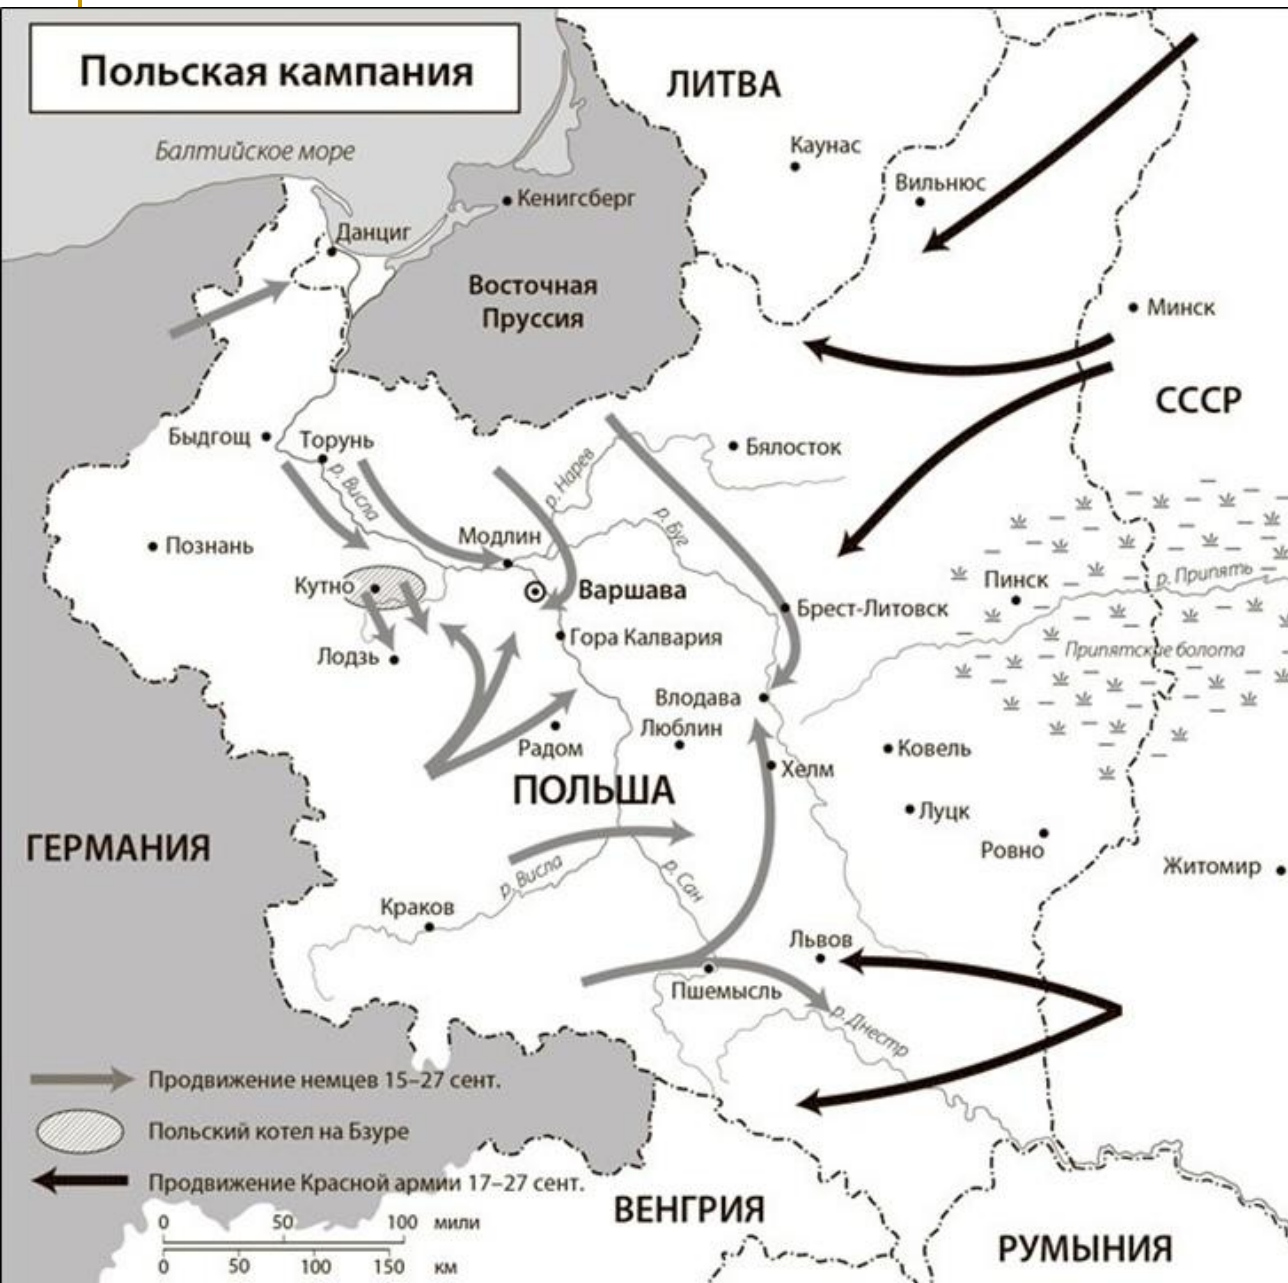 Польская кампания
ЛИТВА
Балтийское море
Каунас
Вильнюс
Кенигсберг
Данциг
Восточная
Пруссия
Минск
СССР
Быдгощ
Торунь
Бялосток
р. Висла
р. Нарев
р. Буг
Модлин
Познань
Кутно
Варшава
Брест-Литовск
Пинск
р. Припять
Гора Калвария
Припятские болота
Лодзь
Влодава
Люблин
Радом
Ковель
Хелм
ПОЛЬША
Луцк
ГЕРМАНИЯ
Ровно
Житомир
р. Висла
р. Сан
Краков
Львов
Пшемысль
р. Днестр
Продвижение немцев 15–27 сент.
Польский котел на Бзуре
Продвижение Красной армии 17–27 сент.
ВЕНГРИЯ
РУМЫНИЯ
0 50 100 мили
0 50 100 150 км